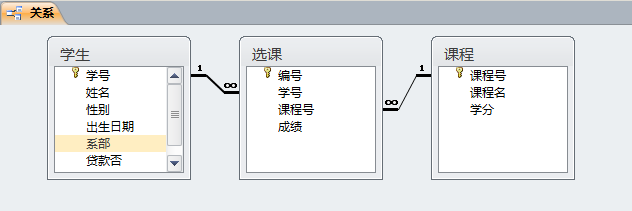 关系
学生
学号
姓名
性别
出生日期
系部
贷款否
1
∞
选课
编号
学号
课程号
成绩
1
∞
课程
课程号
课程名
学分